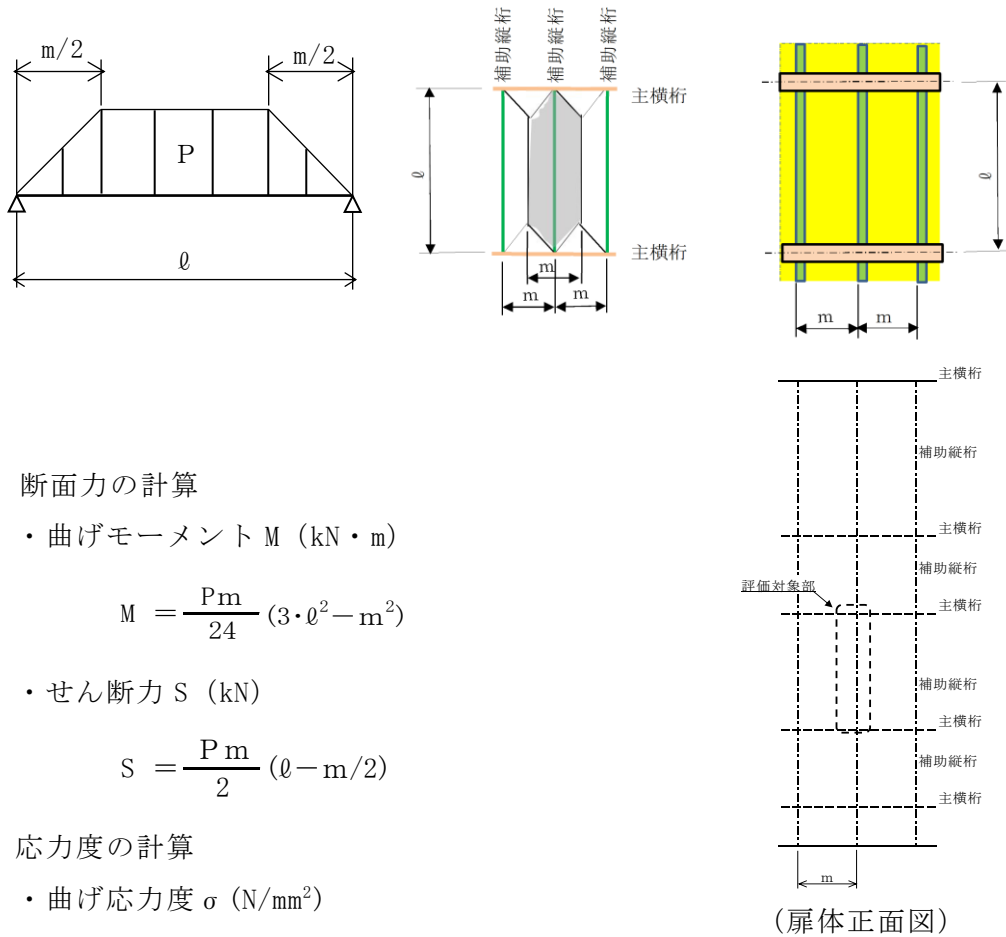 m/2
m/2
P
ℓ
補助縦桁
補助縦桁
補助縦桁
主横桁
ℓ
主横桁
m
m
m
ℓ
m
m
断面力の計算
・曲げモーメント M (kN・m)
M ＝ Pm/24 (3・ℓ²－m²)
・せん断力 S (kN)
S ＝ Pm/2 (ℓ－m/2)
応力度の計算
・曲げ応力度 σ (N/mm²)
主横桁
補助縦桁
主横桁
補助縦桁
評価対象部
主横桁
補助縦桁
主横桁
補助縦桁
主横桁
m
(扉体正面図)